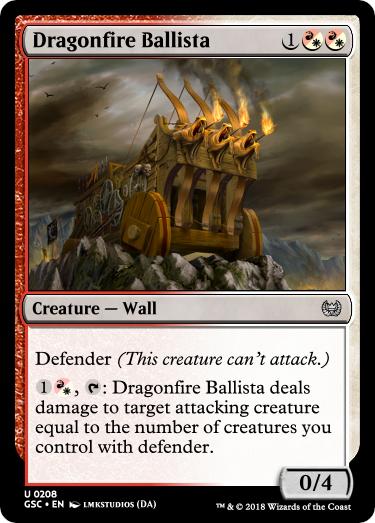 Dragonfire Ballista 1
Creature — Wall
Defender (This creature can't attack.)
1 , : Dragonfire Ballista deals
damage to target attacking creature
equal to the number of creatures you
control with defender.
0/4
U 0208
GSC • EN LMKSTUDIOS (DA)
™ & © 2018 Wizards of the Coast